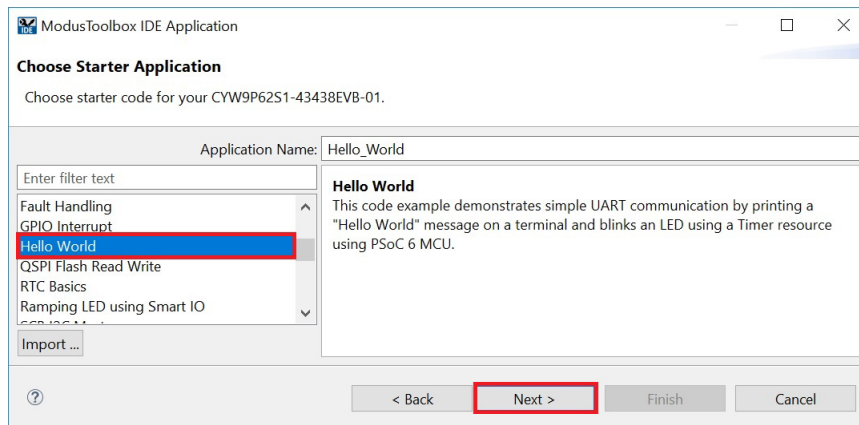 IDE ModusToolbox IDE Application
Choose Starter Application
Choose starter code for your CYW9P62S1-43438EVB-01.
Application Name: Hello_World
Enter filter text
Fault Handling
GPIO Interrupt
Hello World
QSPI Flash Read Write
RTC Basics
Ramping LED using Smart IO
Import ...
Hello World
This code example demonstrates simple UART communication by printing a
"Hello World" message on a terminal and blinks an LED using a Timer resource
using PSoC 6 MCU.
? < Back Next > Finish Cancel